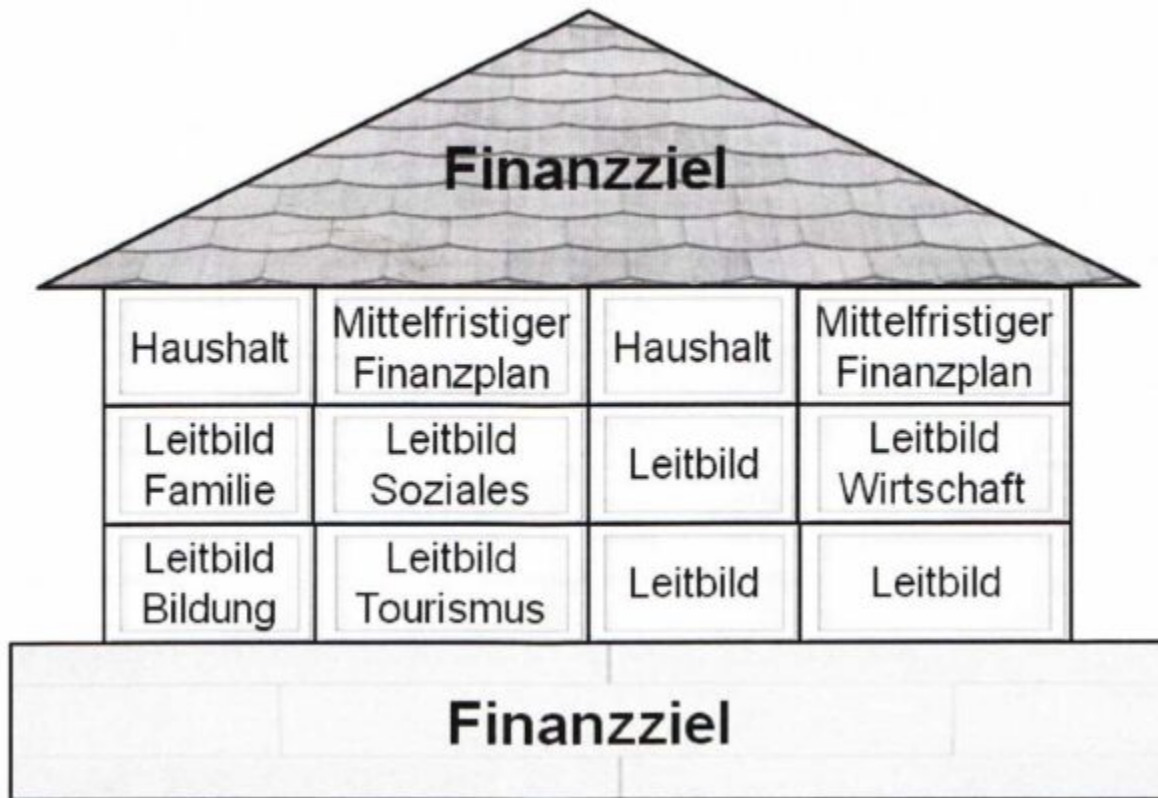 Finanzziel
Haushalt
Mittelfristiger
Finanzplan
Haushalt
Mittelfristiger
Finanzplan
Leitbild
Familie
Leitbild
Soziales
Leitbild
Leitbild
Wirtschaft
Leitbild
Bildung
Leitbild
Tourismus
Leitbild
Leitbild
Finanzziel